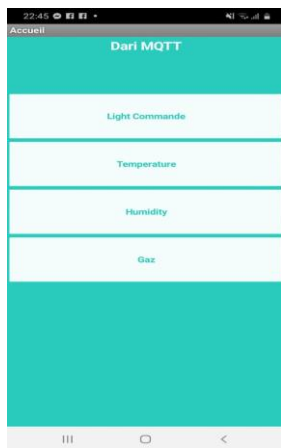 22:45
Accueil
Dari MQTT
Light Commande
Temperature
Humidity
Gaz